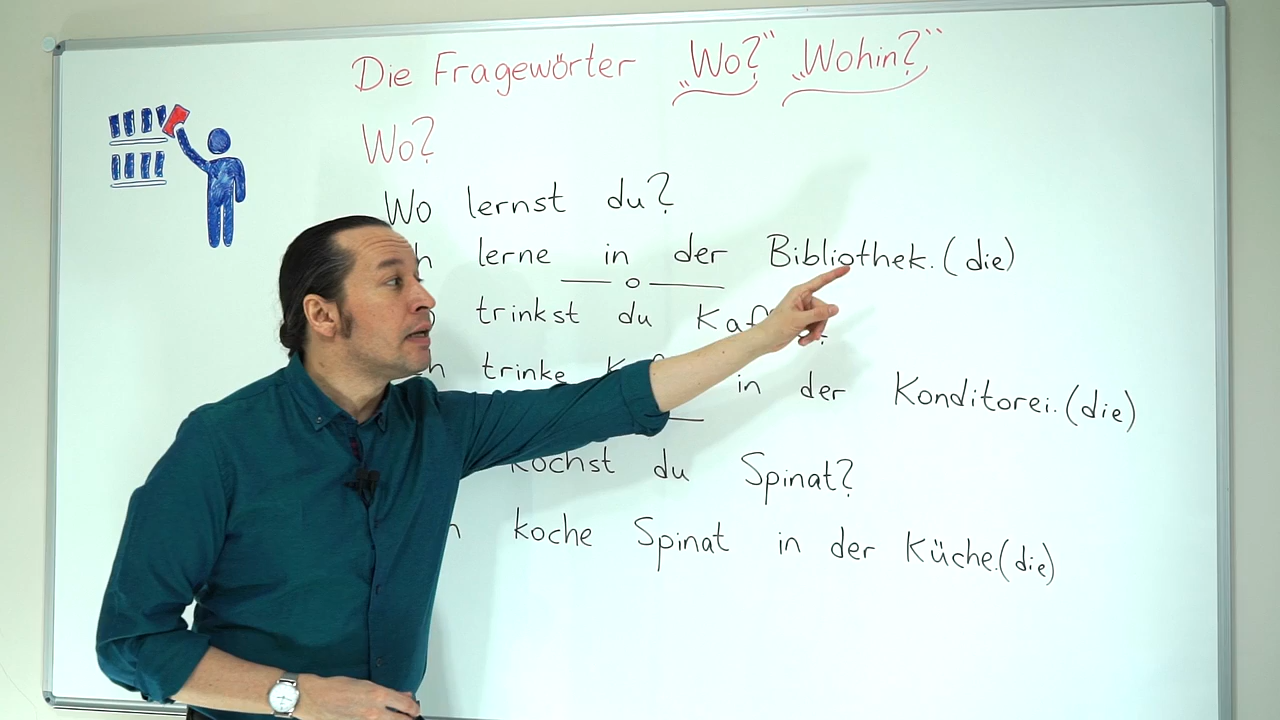 Die Fragewörter „Wo?“ „Wohin?“
Wo?
Wo lernst du?
lerne in der Bibliothek. (die)
trinkst du
trinke in der Konditorei. (die)
kochst du Spinat?
koche Spinat in der Küche. (die)